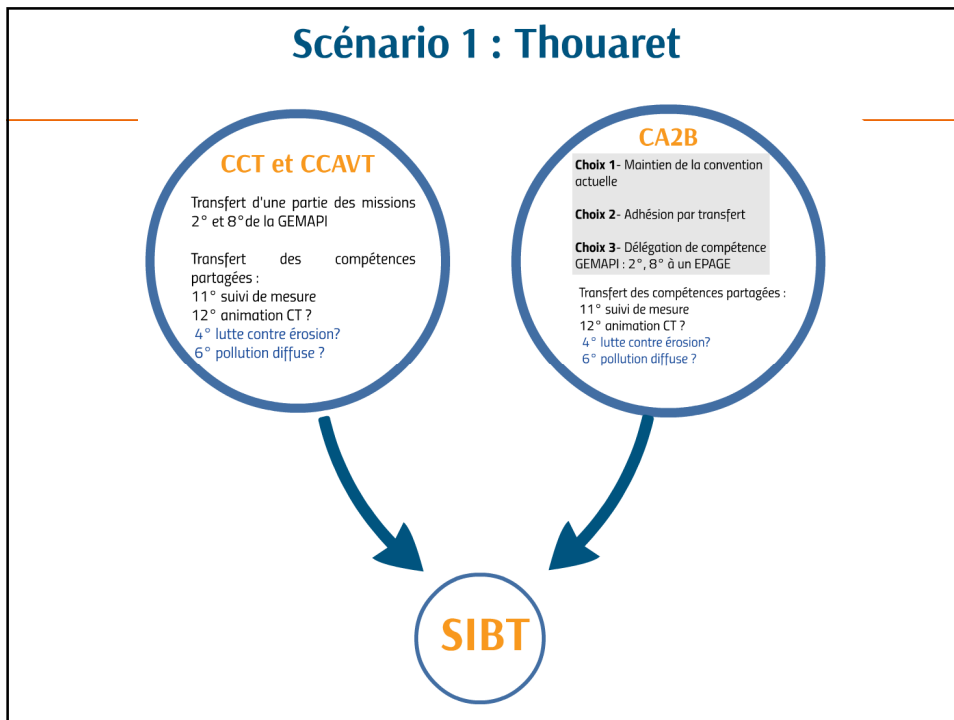 Scénario 1 : Thouaret
CCT et CCAVT
Transfert d'une partie des missions
2° et 8°de la GEMAPI
Transfert des compétences
partagées :
11° suivi de mesure
12° animation CT ?
4° lutte contre érosion?
6° pollution diffuse ?
CA2B
Choix 1- Maintien de la convention
actuelle
Choix 2- Adhésion par transfert
Choix 3- Délégation de compétence
GEMAPI : 2°, 8° à un EPAGE
Transfert des compétences partagées :
11° suivi de mesure
12° animation CT ?
4° lutte contre érosion?
6° pollution diffuse ?
SIBT